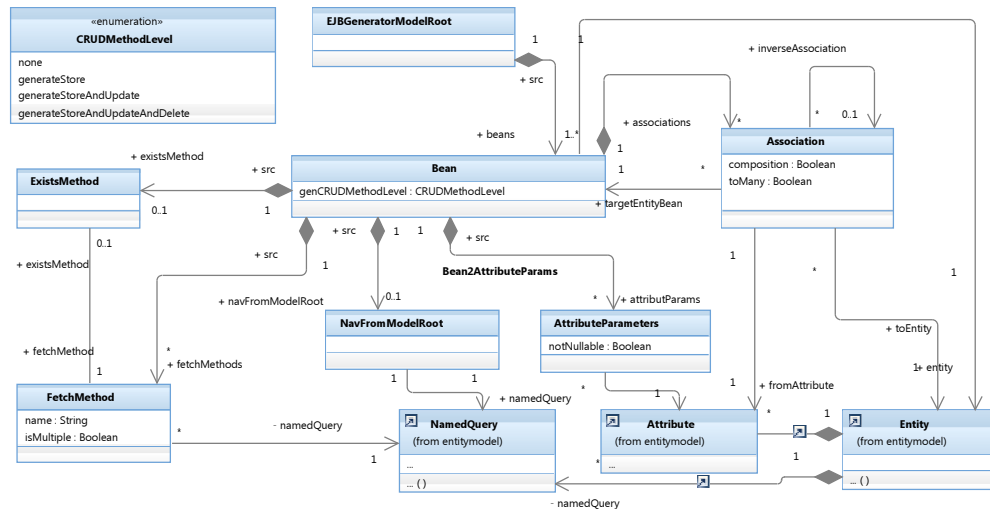 «enumeration»
CRUDMethodLevel
none
generateStore
generateStoreAndUpdate
generateStoreAndUpdateAndDelete
EJBGeneratorModelRoot
1
+ src
+ beans
1..*
1
1
+ inverseAssociation
*
0..1
+ associations
*
1
Association
composition : Boolean
toMany : Boolean
1
*
+ targetEntityBean
Bean
genCRUDMethodLevel : CRUDMethodLevel
+ existsMethod
+ src
0..1
1
ExistsMethod
0..1
+ existsMethod
+ fetchMethod
1
+ src
1
*
+ fetchMethods
+ src
1
+ navFromModelRoot
0..1
1
+ src
Bean2AttributeParams
*
+ attributParams
NavFromModelRoot
AttributeParameters
notNullable : Boolean
1
1
+ namedQuery
*
1
1
1
+ fromAttribute
*
+ toEntity
1
+ entity
FetchMethod
name : String
isMultiple : Boolean
*
- namedQuery
1
NamedQuery
(from entitymodel)
...
... ( )
Attribute
(from entitymodel)
...
*
1
Entity
(from entitymodel)
... ( )
*
1
- namedQuery